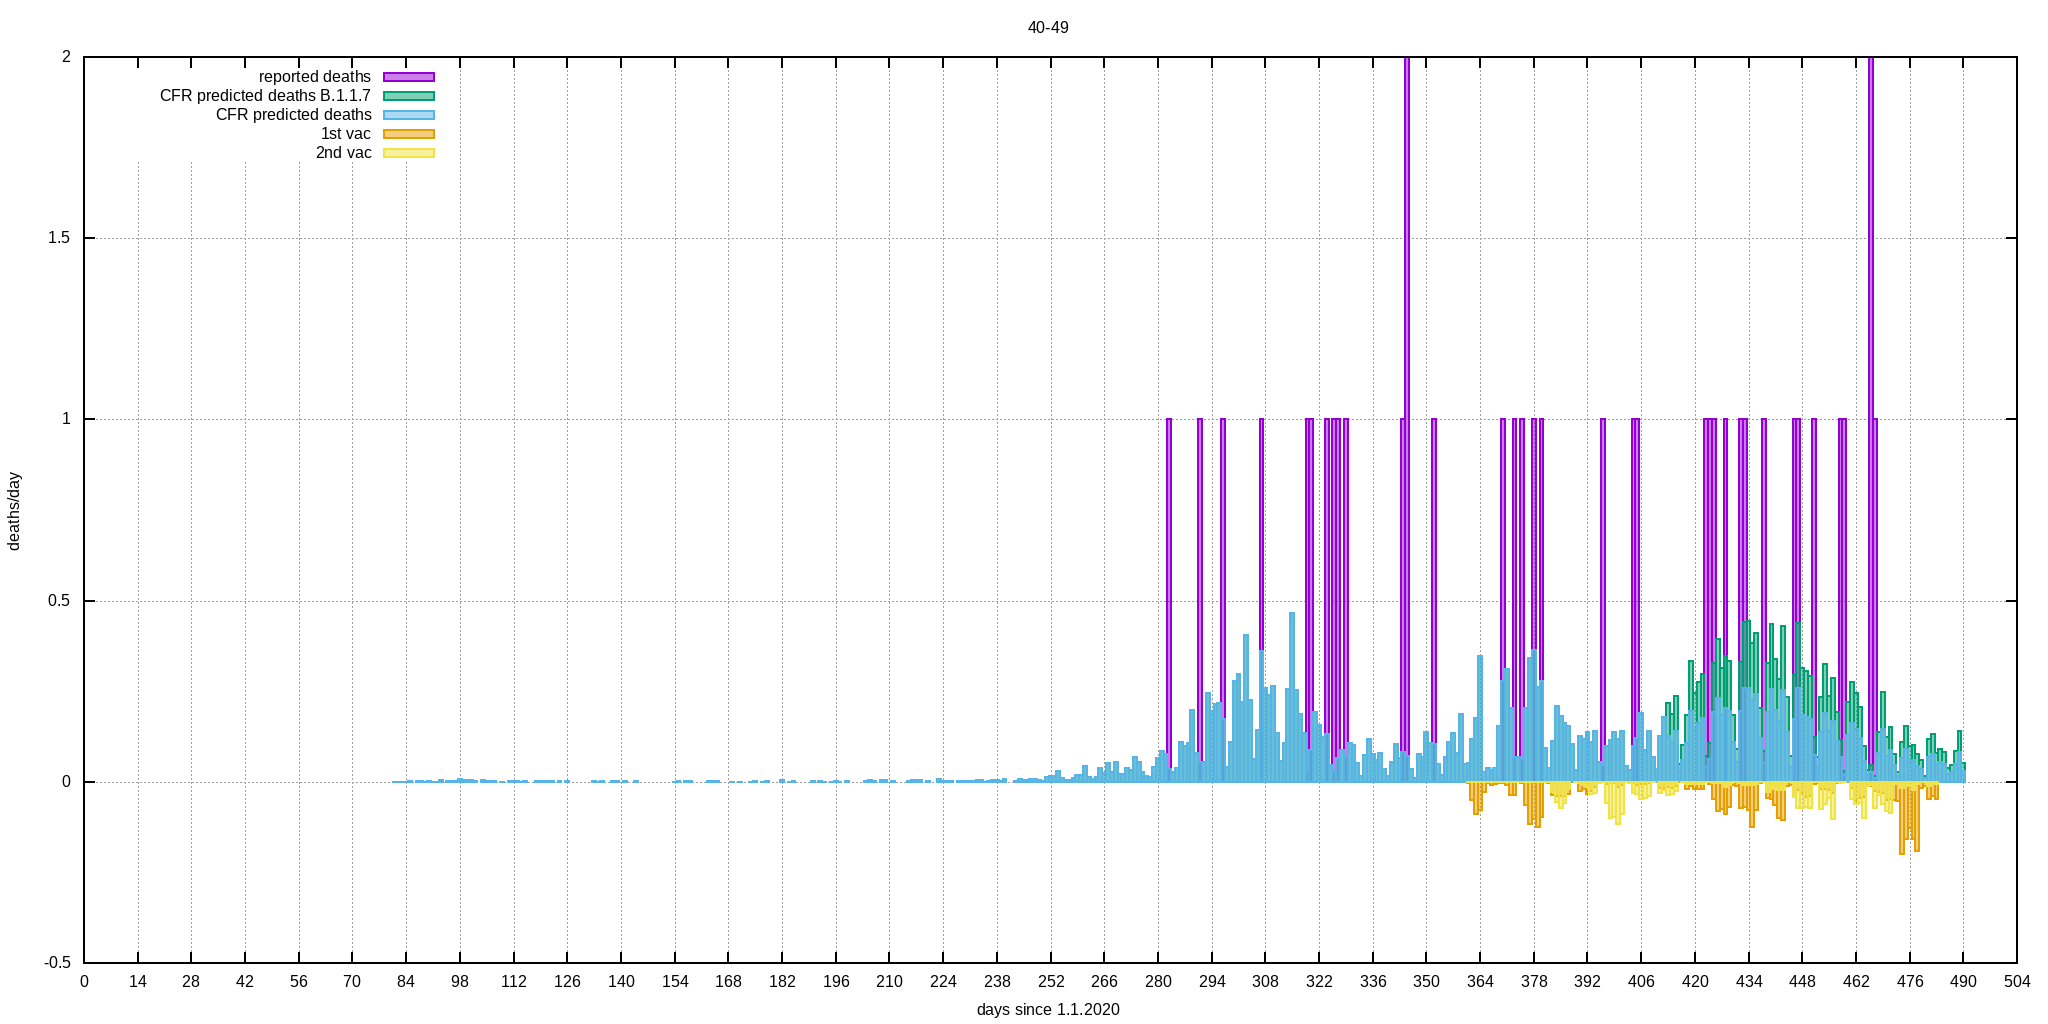 40-49
2
reported deaths
CFR predicted deaths B.1.1.7
CFR predicted deaths
1st vac
2nd vac
1.5
1
deaths/day
0.5
0
-0.5
0 14 28 42 56 70 84 98 112 126 140 154 168 182 196 210 224 238 252 266 280 294 308 322 336 350 364 378 392 406 420 434 448 462 476 490 504
days since 1.1.2020